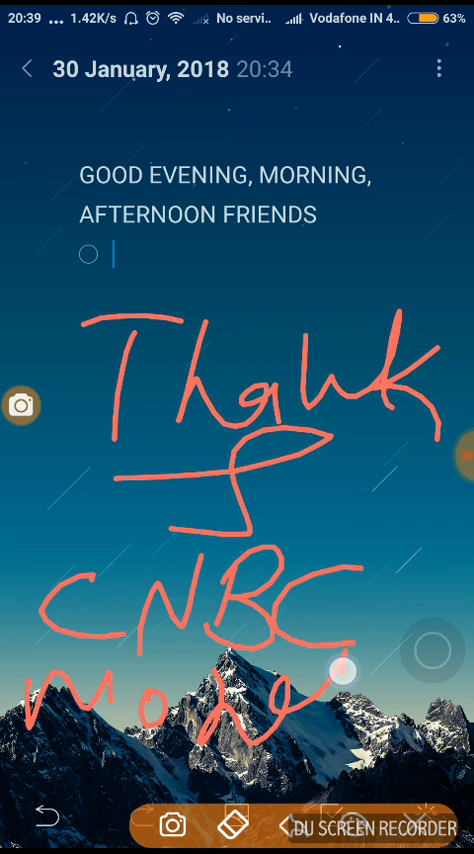 20:39 ... 1.42K/s No servi.. Vodafone IN 4.. 63%
30 January, 2018 20:34
GOOD EVENING, MORNING,
AFTERNOON FRIENDS
Thank
S
CNBC
DU SCREEN RECORDER